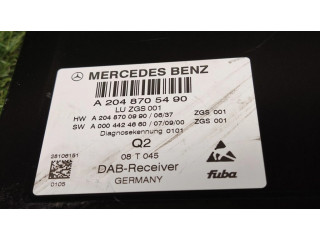 MERCEDES BENZ
A 204 870 54 90
LU ZGS 001
HW A 204 870 09 90 / 06/37 ZGS 001
SW A 000 442 46 60 / 07/09/00 ZGS 001
Diagnosekennung 0101
Q2
28106151
08 T 045
0105
DAB-Receiver
GERMANY
fuba